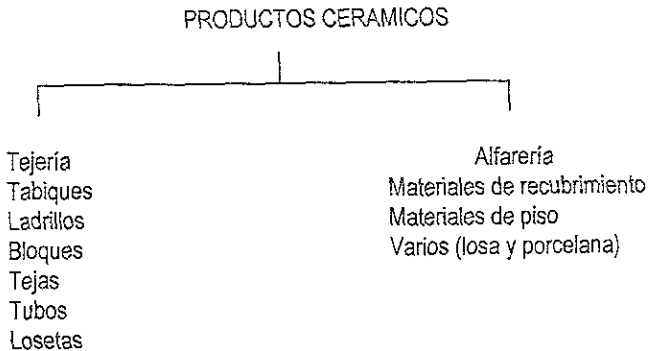 PRODUCTOS CERAMICOS
Tejería
Tabiques
Ladrillos
Bloques
Tejas
Tubos
Losetas
Alfarería
Materiales de recubrimiento
Materiales de piso
Varios (losa y porcelana)